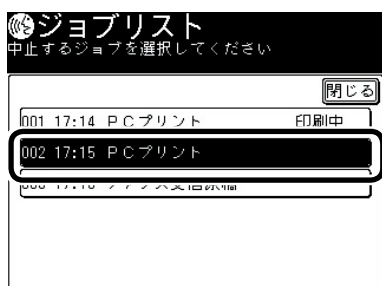 ジョブリスト
中止するジョブを選択してください
閉じる
001 17:14 PCプリント 印刷中
002 17:15 PCプリント